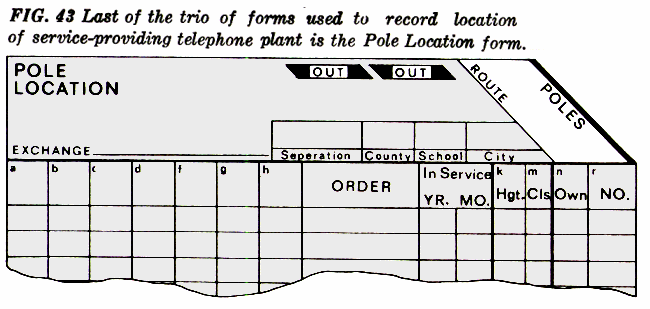 FIG. 43 Last of the trio of forms used to record location
of service-providing telephone plant is the Pole Location form.
POLE
LOCATION
OUT OUT
ROUTE
POLES
EXCHANGE
Seperation County School City
a b c d f g h ORDER In Service k m n r
YR. MO. Hgt. Cls Own NO.